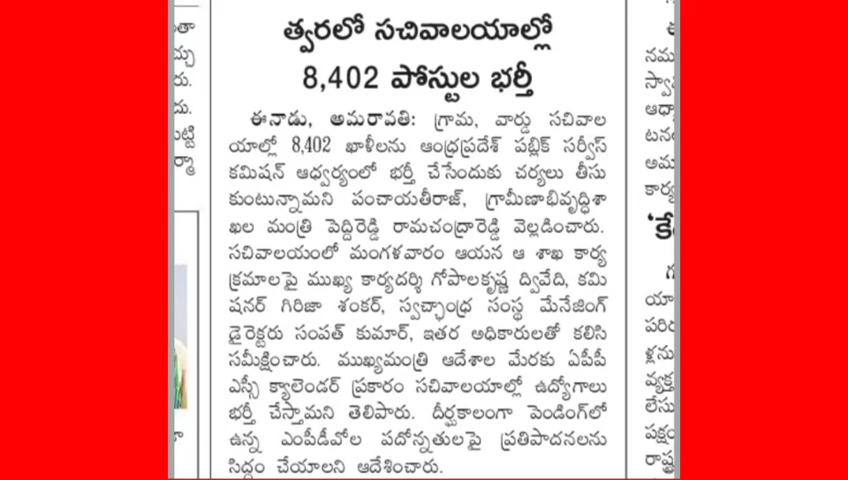 త్వరలో సచివాలయాల్లో
8,402 పోస్టుల భర్తీ
ఈనాడు, అమరావతి: గ్రామ, వార్డు సచివాల
యాల్లో 8,402 ఖాళీలను ఆంధ్రప్రదేశ్ పబ్లిక్ సర్వీస్
కమిషన్ ఆధ్వర్యంలో భర్తీ చేసేందుకు చర్యలు తీసు
కుంటున్నామని పంచాయతీరాజ్, గ్రామీణాభివృద్ధిశా
ఖల మంత్రి పెద్దిరెడ్డి రామచంద్రారెడ్డి వెల్లడించారు.
సచివాలయంలో మంగళవారం ఆయన ఆ శాఖ కార్య
క్రమాలపై ముఖ్య కార్యదర్శి గోపాలకృష్ణ ద్వివేది, కమి
షనర్ గిరిజా శంకర్, స్వచ్ఛాంధ్ర సంస్థ మేనేజింగ్
డైరెక్టరు సంపత్ కుమార్, ఇతర అధికారులతో కలిసి
సమీక్షించారు. ముఖ్యమంత్రి ఆదేశాల మేరకు ఏపీపీ
ఎస్సీ క్యాలెండర్ ప్రకారం సచివాలయాల్లో ఉద్యోగాలు
భర్తీ చేస్తామని తెలిపారు. దీర్ఘకాలంగా పెండింగ్‌లో
ఉన్న ఎంపీడీవోల పదోన్నతులపై ప్రతిపాదనలను
సిద్ధం చేయాలని ఆదేశించారు.